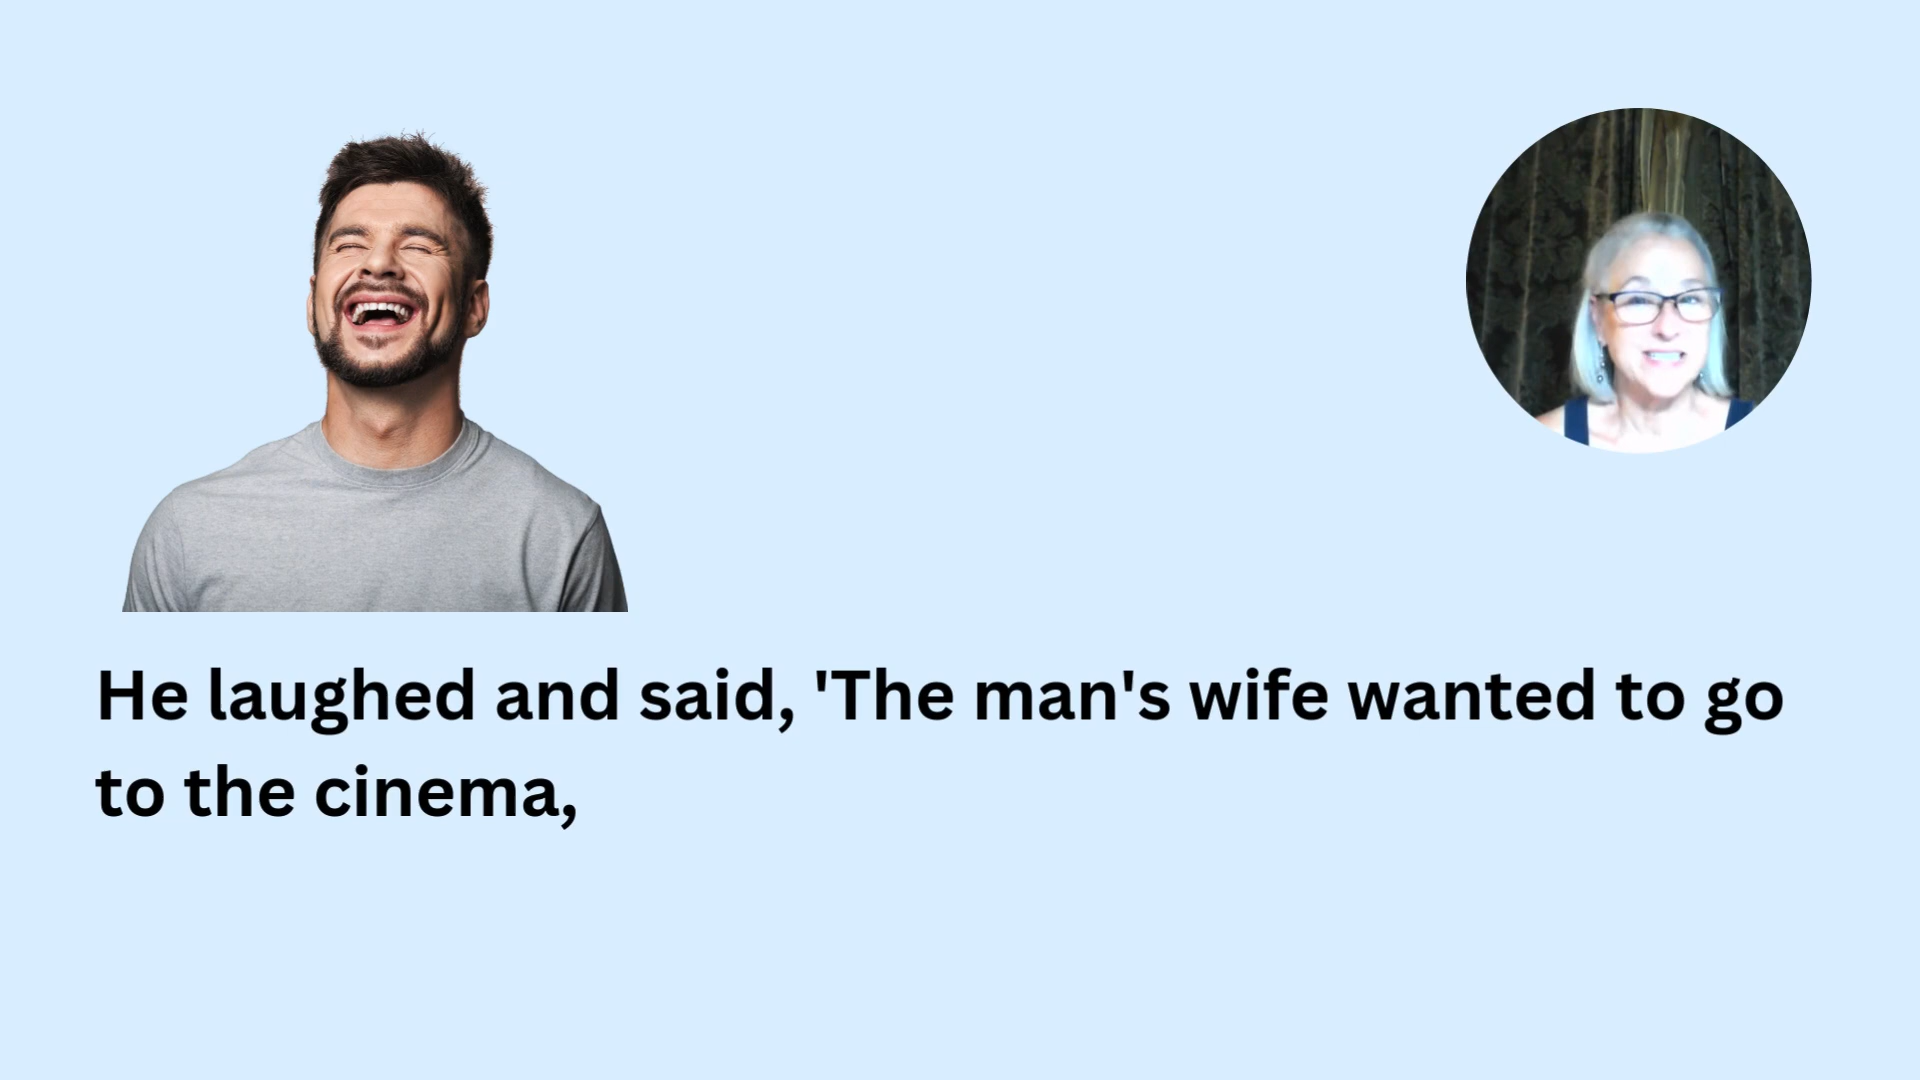 He laughed and said, 'The man's wife wanted to go
to the cinema,